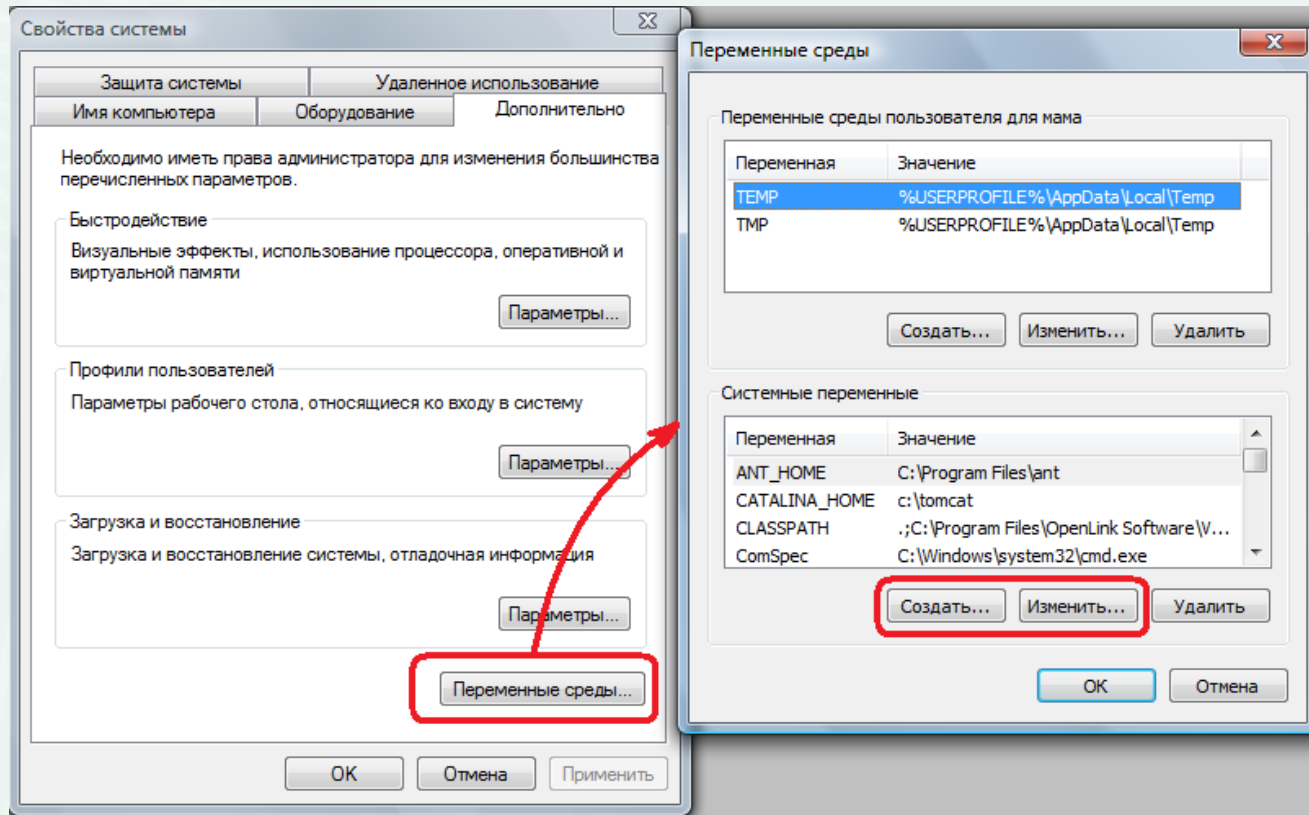 Свойства системы
Защита системы
Удаленное использование
Имя компьютера
Оборудование
Дополнительно
Необходимо иметь права администратора для изменения большинства
перечисленных параметров.
Быстродействие
Визуальные эффекты, использование процессора, оперативной и
виртуальной памяти
Параметры...
Профили пользователей
Параметры рабочего стола, относящиеся ко входу в систему
Параметры...
Загрузка и восстановление
Загрузка и восстановление системы, отладочная информация
Параметры...
Переменные среды...
ОК
Отмена
Применить
Переменные среды
Переменные среды пользователя для мама
Переменная Значение
TEMP %USERPROFILE%\AppData\Local\Temp
TMP %USERPROFILE%\AppData\Local\Temp
Создать... Изменить... Удалить
Системные переменные
Переменная Значение
ANT_HOME C:\Program Files\ant
CATALINA_HOME c:\tomcat
CLASSPATH .;C:\Program Files\OpenLink Software\V...
ComSpec C:\Windows\system32\cmd.exe
Создать... Изменить... Удалить
ОК Отмена